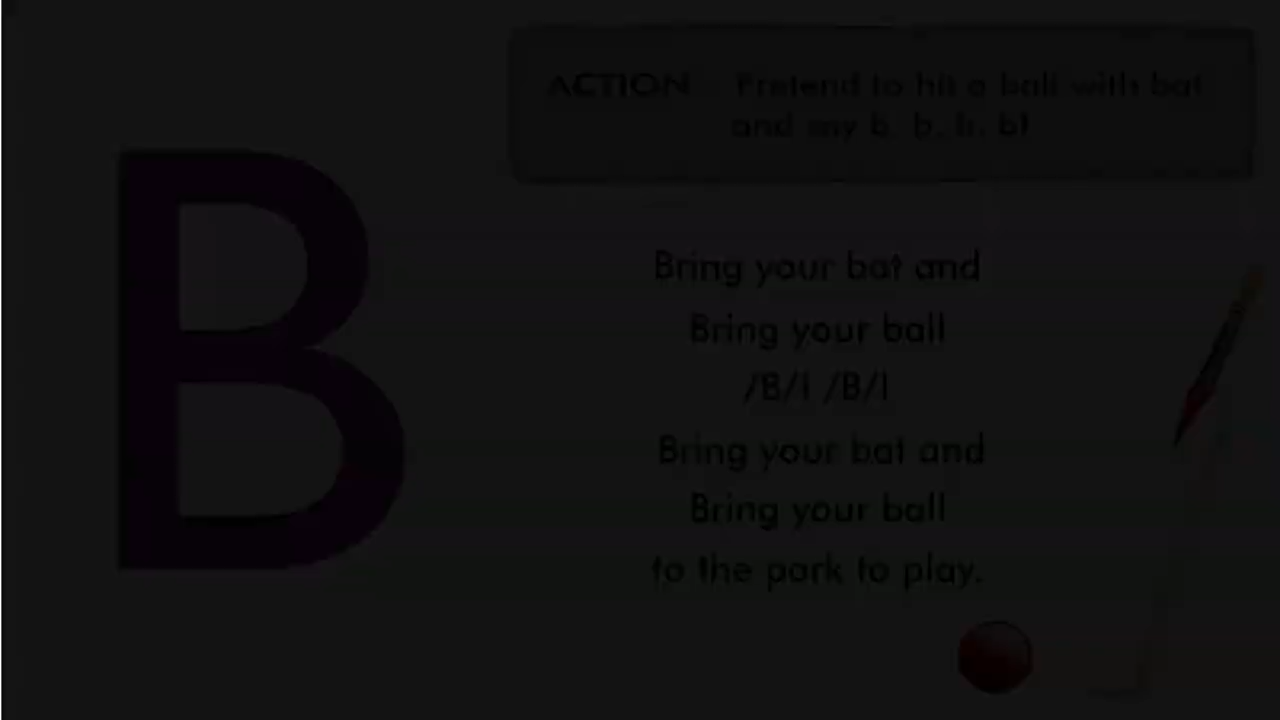 B
ACTION - Pretend to hit a ball with bat
and say b, b, b, b!
Bring your bat and
Bring your ball
/B/! /B/!
Bring your bat and
Bring your ball
to the park to play.